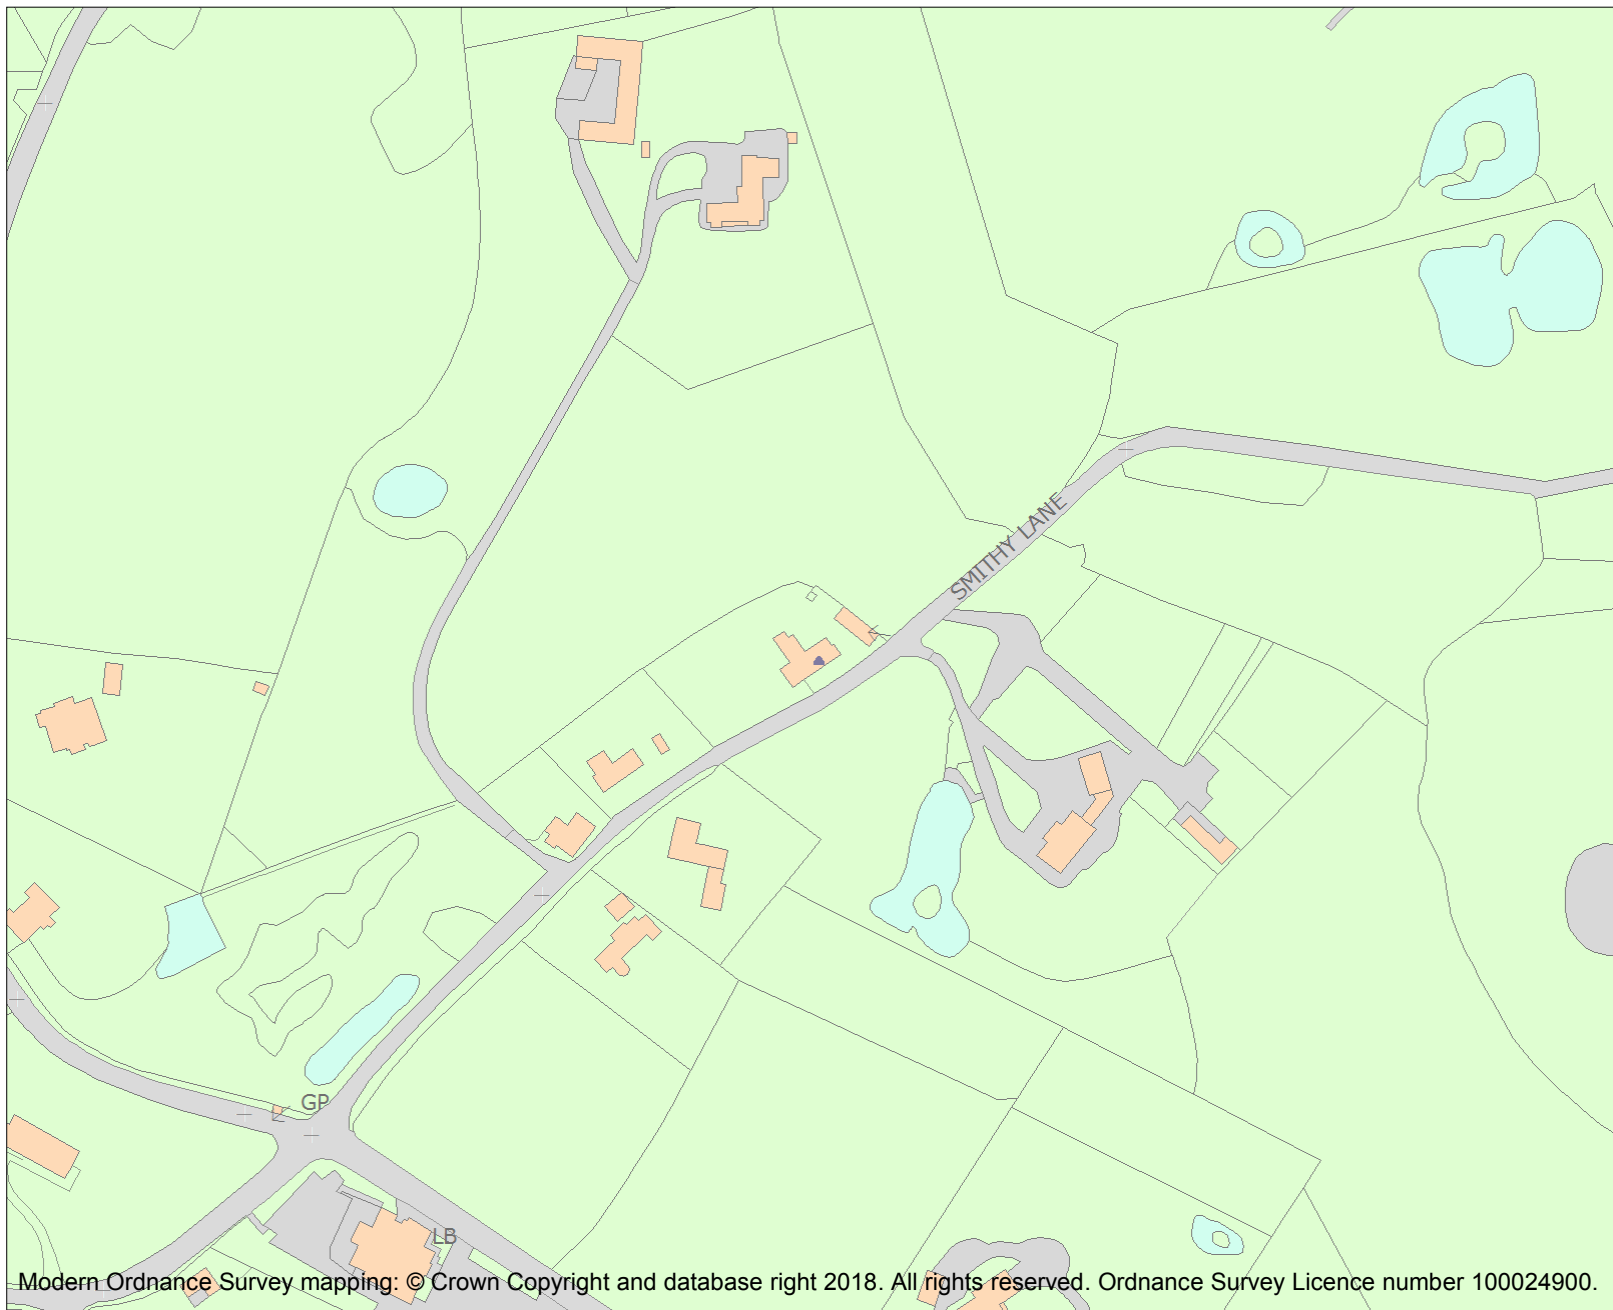 SMITHY LANE
GP
LB
Modern Ordnance Survey mapping: © Crown Copyright and database right 2018. All rights reserved. Ordnance Survey Licence number 100024900.